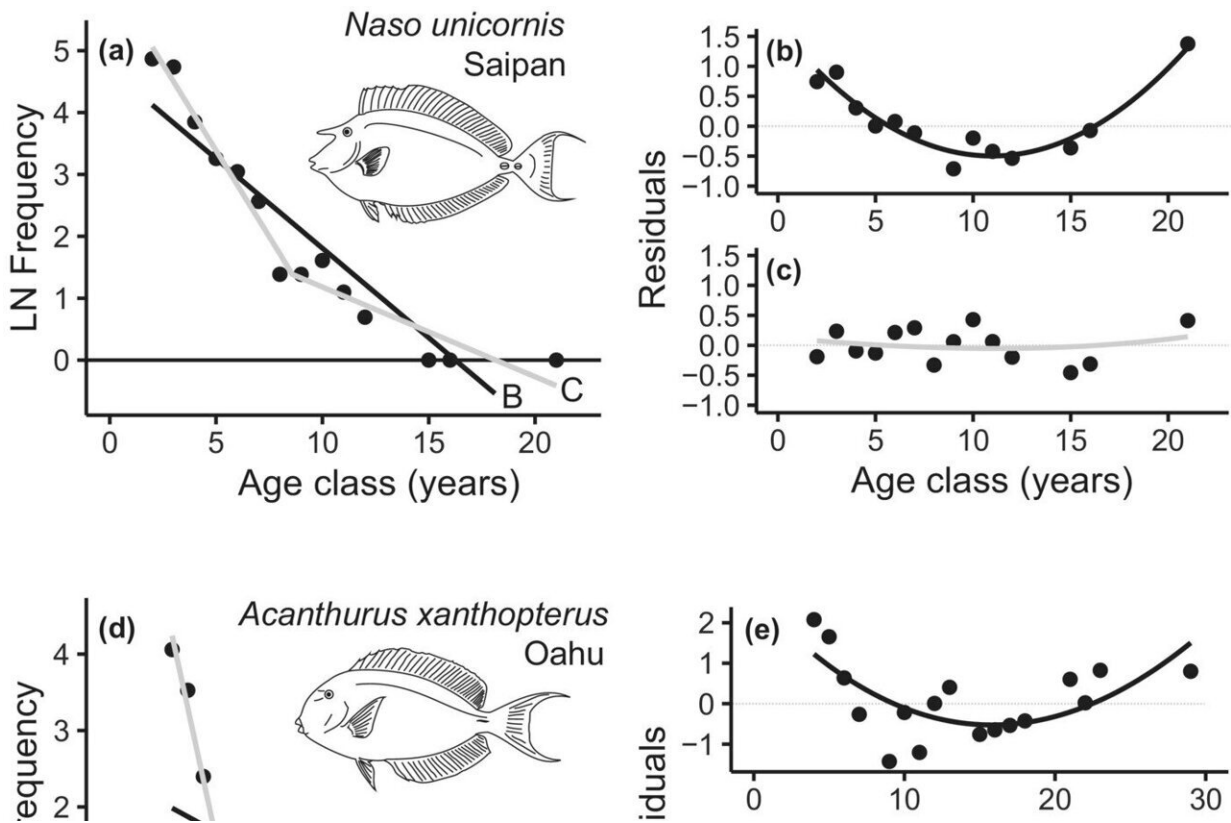 (a)
Naso unicornis
Saipan
LN Frequency
5
4
3
2
1
0
B
C
0 5 10 15 20
Age class (years)
(b)
Residuals
1.5
1.0
0.5
0.0
−0.5
−1.0
0 5 10 15 20
(c)
1.5
1.0
0.5
0.0
−0.5
−1.0
0 5 10 15 20
Age class (years)
(d)
Acanthurus xanthopterus
Oahu
4
3
2
(e)
2
1
0
−1
0 10 20 30